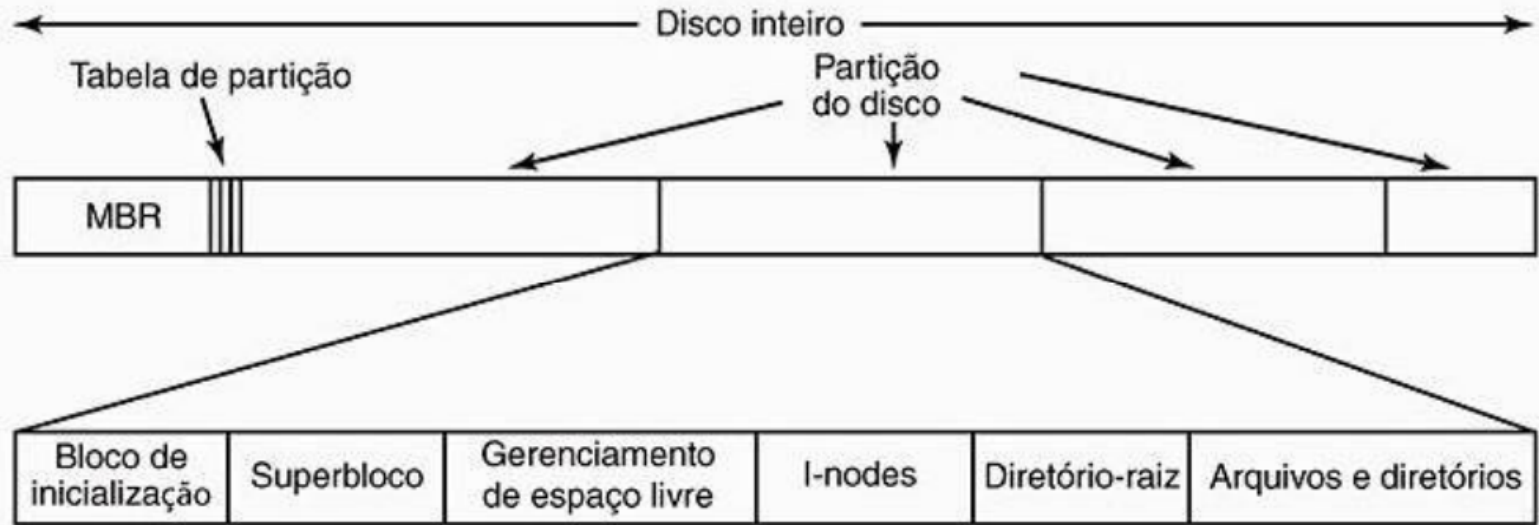 Disco inteiro
Tabela de partição
Partição
do disco
MBR
Bloco de
inicialização
Superbloco
Gerenciamento
de espaço livre
I-nodes
Diretório-raiz
Arquivos e diretórios